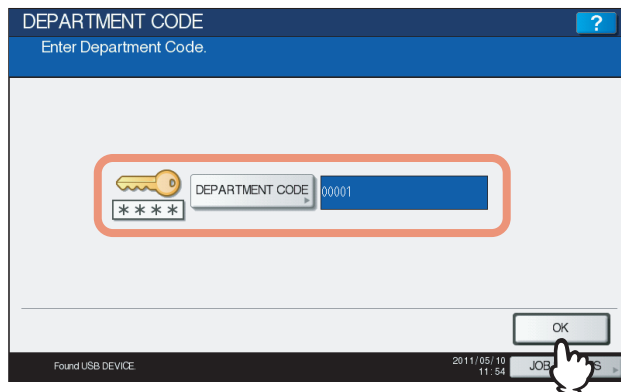 DEPARTMENT CODE
?
Enter Department Code.
DEPARTMENT CODE
00001
****
OK
Found USB DEVICE.
2011/05/10
11:54
JOB